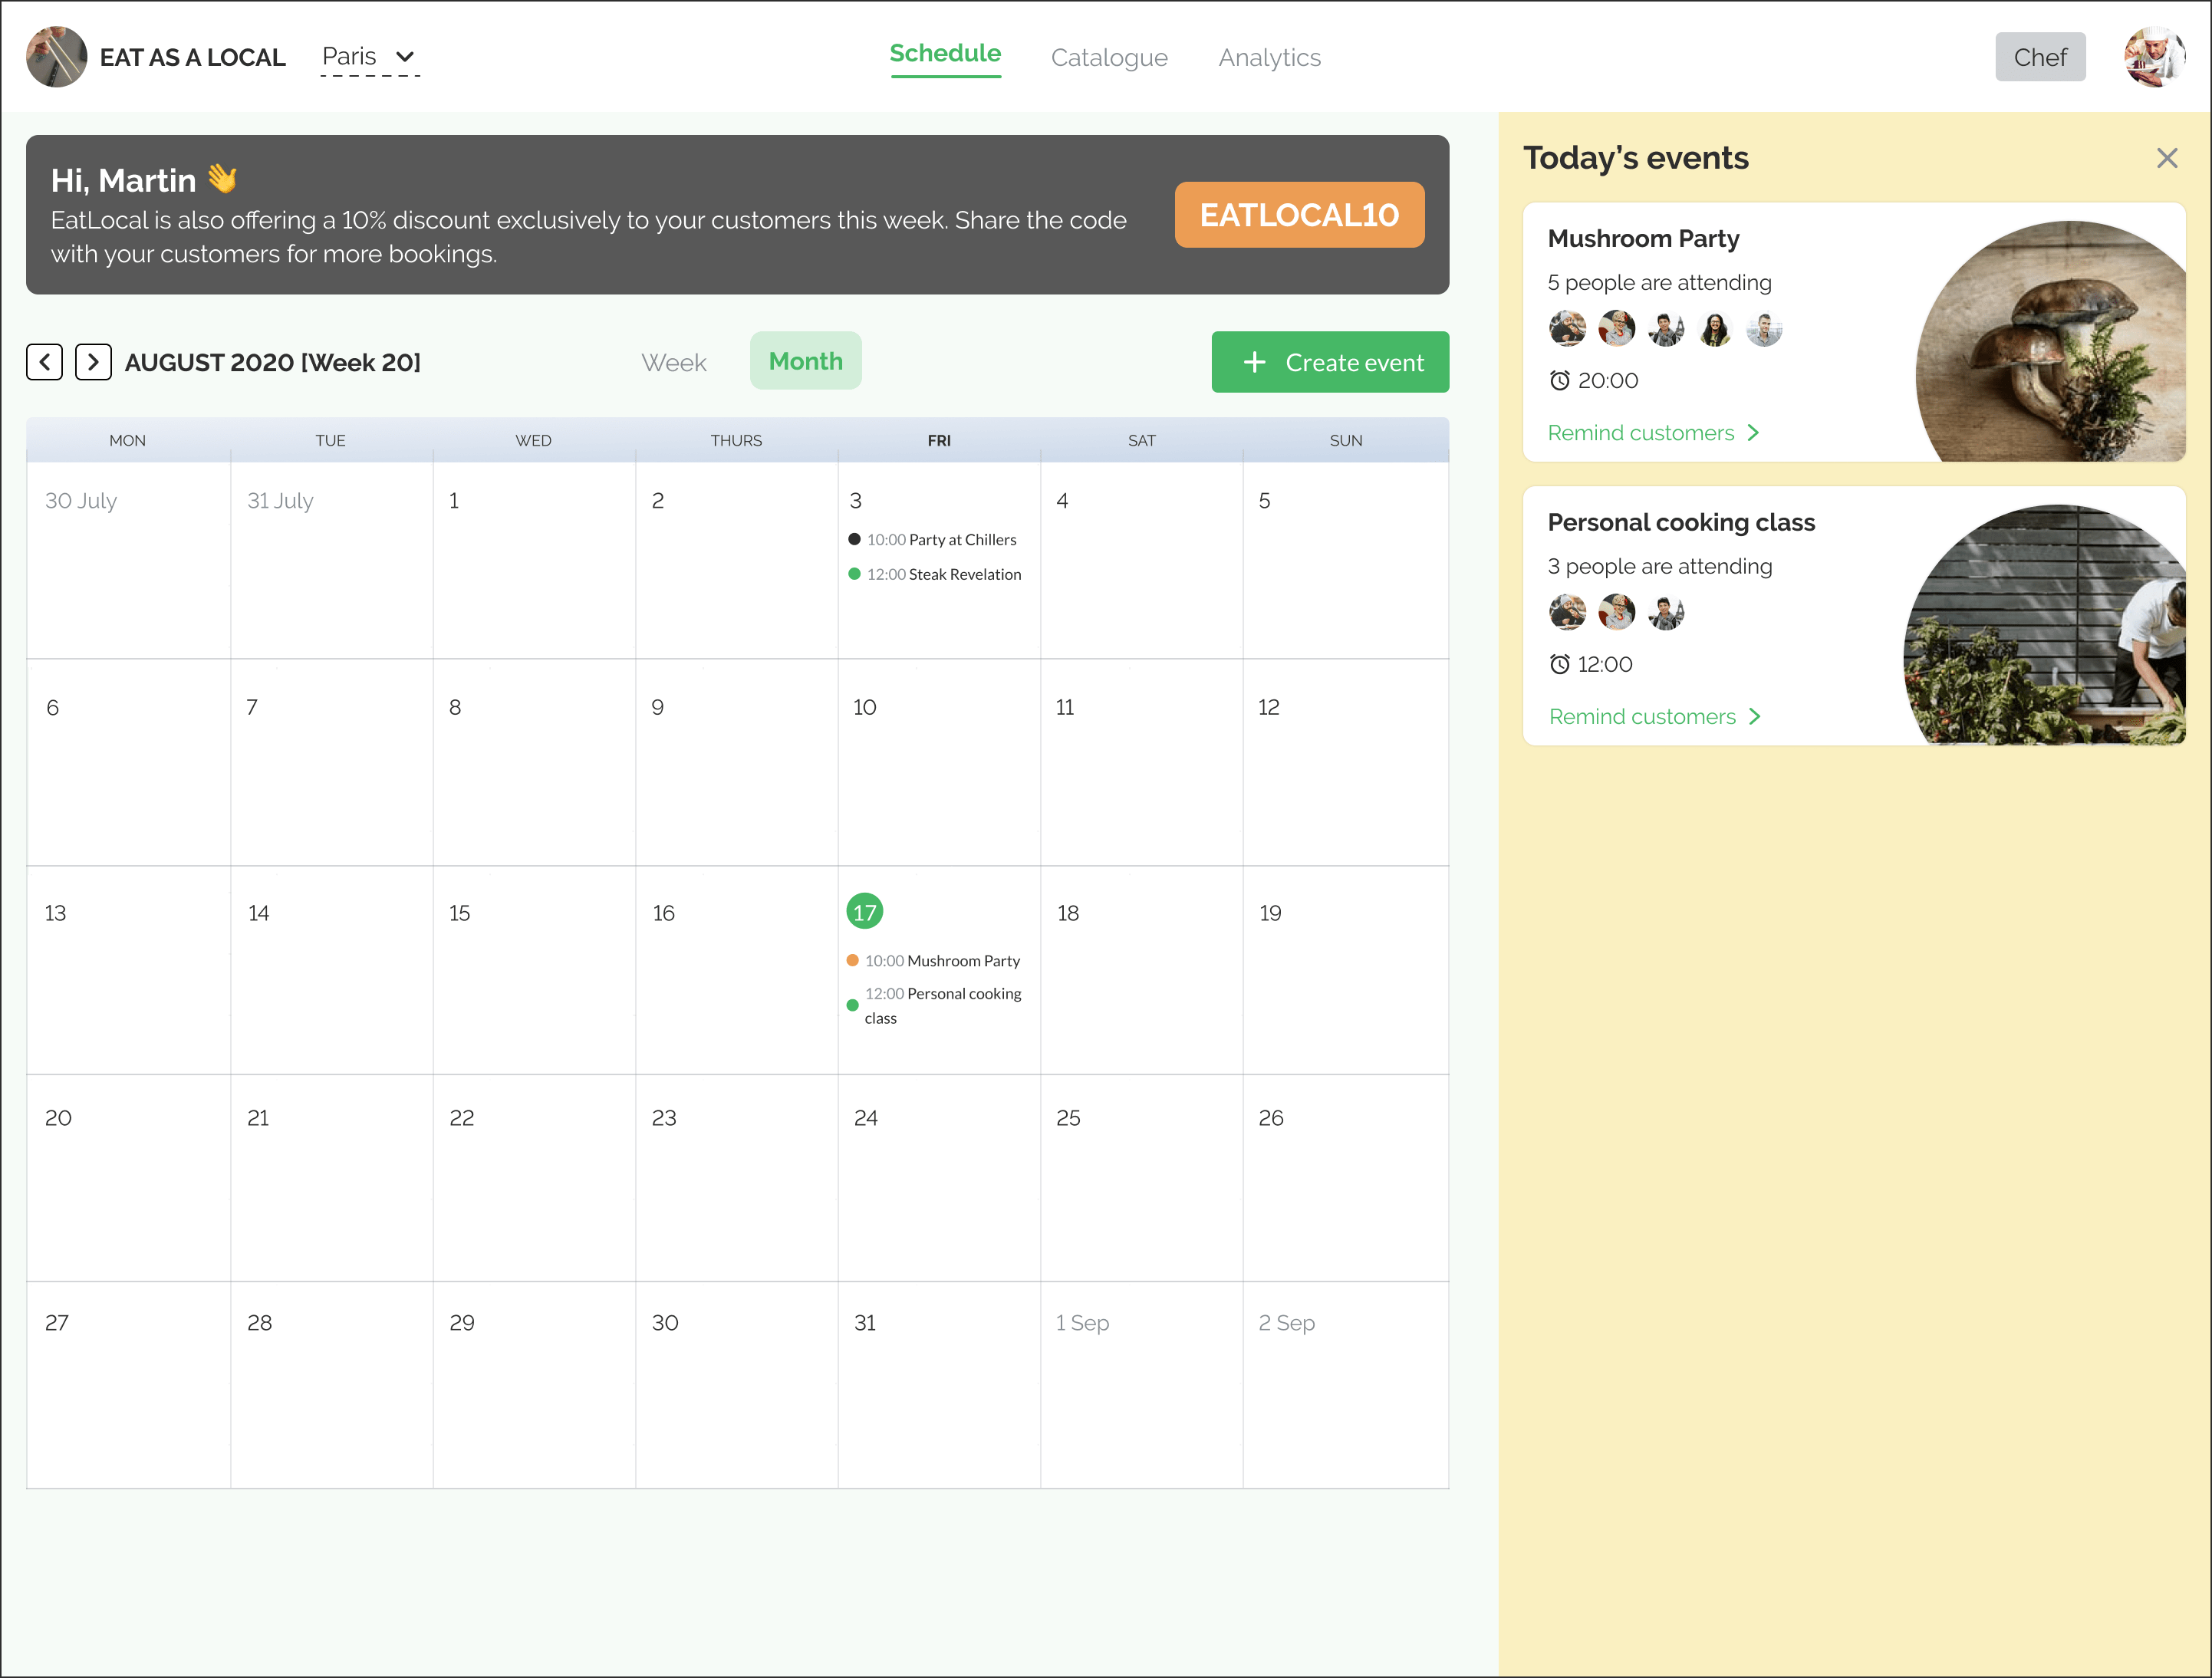 EAT AS A LOCAL
Paris
Schedule
Catalogue
Analytics
Chef
Hi, Martin 👋
EatLocal is also offering a 10% discount exclusively to your customers this week. Share the code
with your customers for more bookings.
EATLOCAL10
AUGUST 2020 [Week 20]
Week
Month
+ Create event
MON TUE WED THURS FRI SAT SUN
30 July 31 July 1 2 3 4 5
10:00 Party at Chillers
12:00 Steak Revelation
6 7 8 9 10 11 12
13 14 15 16 17 18 19
10:00 Mushroom Party
12:00 Personal cooking
class
20 21 22 23 24 25 26
27 28 29 30 31 1 Sep 2 Sep
Today’s events
Mushroom Party
5 people are attending
20:00
Remind customers
Personal cooking class
3 people are attending
12:00
Remind customers